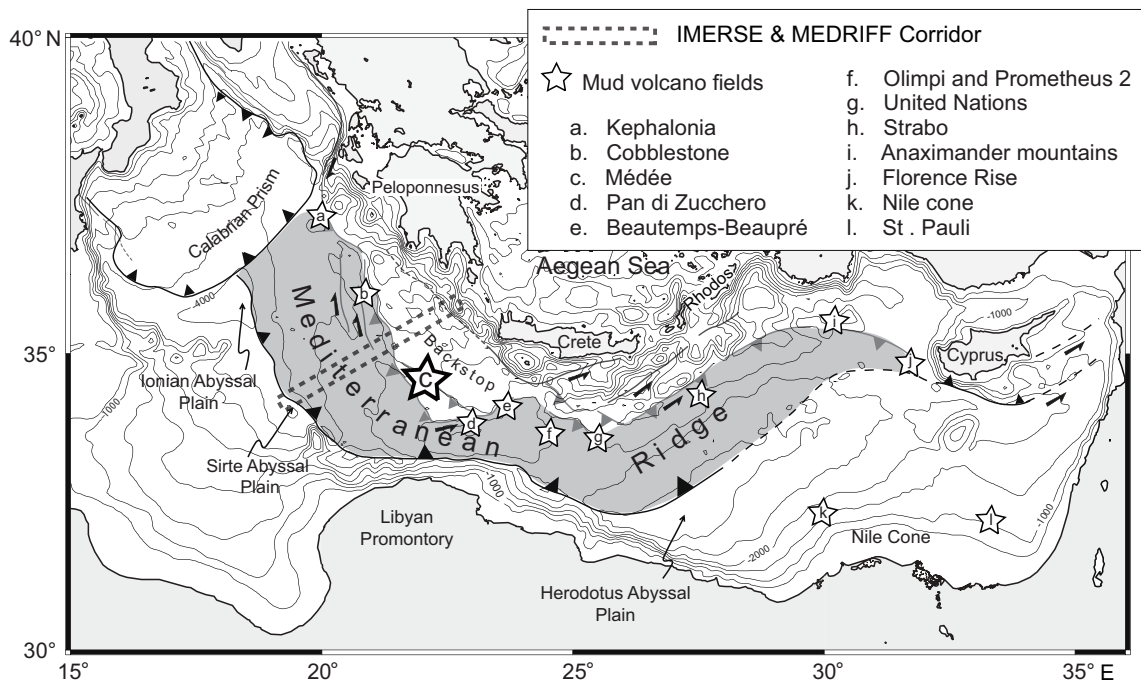 40° N
IMERSE & MEDRIFF Corridor
Mud volcano fields
a. Kephalonia
b. Cobblestone
c. Médée
d. Pan di Zucchero
e. Beautemps-Beaupré
f. Olimpi and Prometheus 2
g. United Nations
h. Strabo
i. Anaximander mountains
j. Florence Rise
k. Nile cone
l. St . Pauli
Peloponnesus
Calabrian Prism
a
Aegean Sea
Rhodos
-4000
b
-1000
i
35°
Crete
Cyprus
Backstop
Mediterranean
Ridge
c
Ionian Abyssal
Plain
h
e
d
f
g
-1000
Sirte Abyssal
Plain
-1000
Libyan
Promontory
k
l
-1000
-2000
Nile Cone
Herodotus Abyssal
Plain
30°
15
20
25
30
35° E